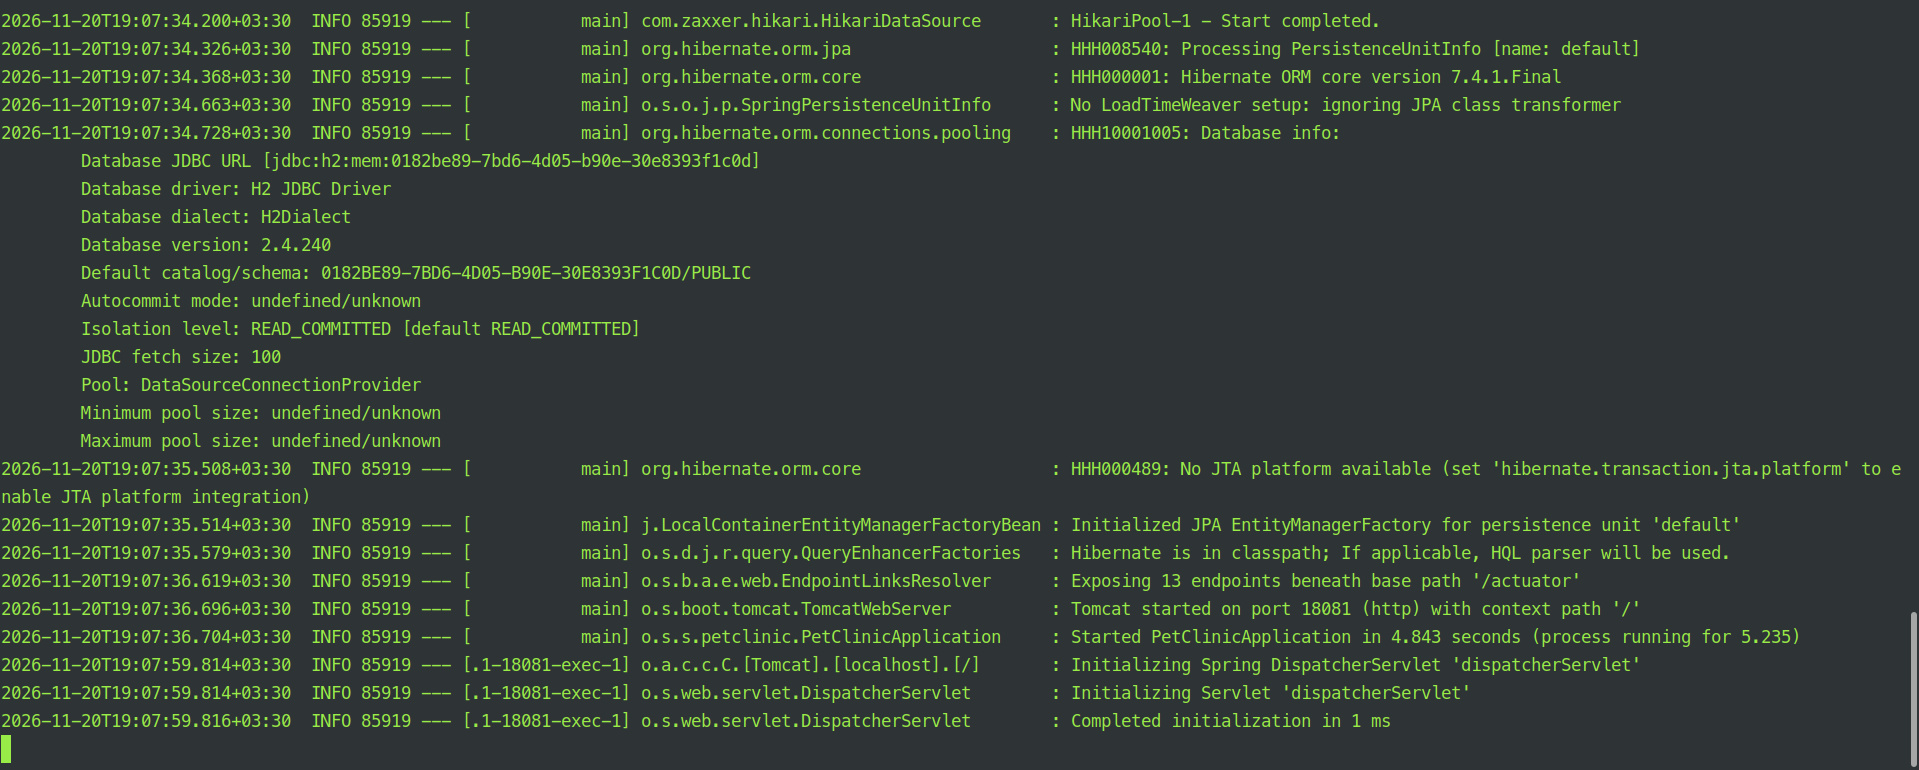 2026-11-20T19:07:34.200+03:30  INFO 85919 --- [           main] com.zaxxer.hikari.HikariDataSource       : HikariPool-1 - Start completed.
2026-11-20T19:07:34.326+03:30  INFO 85919 --- [           main] org.hibernate.orm.jpa                    : HHH008540: Processing PersistenceUnitInfo [name: default]
2026-11-20T19:07:34.368+03:30  INFO 85919 --- [           main] org.hibernate.orm.core                   : HHH000001: Hibernate ORM core version 7.4.1.Final
2026-11-20T19:07:34.663+03:30  INFO 85919 --- [           main] o.s.o.j.p.SpringPersistenceUnitInfo      : No LoadTimeWeaver setup: ignoring JPA class transformer
2026-11-20T19:07:34.728+03:30  INFO 85919 --- [           main] org.hibernate.orm.connections.pooling    : HHH10001005: Database info:
        Database JDBC URL [jdbc:h2:mem:0182be89-7bd6-4d05-b90e-30e8393f1c0d]
        Database driver: H2 JDBC Driver
        Database dialect: H2Dialect
        Database version: 2.4.240
        Default catalog/schema: 0182BE89-7BD6-4D05-B90E-30E8393F1C0D/PUBLIC
        Autocommit mode: undefined/unknown
        Isolation level: READ_COMMITTED [default READ_COMMITTED]
        JDBC fetch size: 100
        Pool: DataSourceConnectionProvider
        Minimum pool size: undefined/unknown
        Maximum pool size: undefined/unknown
2026-11-20T19:07:35.508+03:30  INFO 85919 --- [           main] org.hibernate.orm.core                   : HHH000489: No JTA platform available (set 'hibernate.transaction.jta.platform' to e
nable JTA platform integration)
2026-11-20T19:07:35.514+03:30  INFO 85919 --- [           main] j.LocalContainerEntityManagerFactoryBean : Initialized JPA EntityManagerFactory for persistence unit 'default'
2026-11-20T19:07:35.579+03:30  INFO 85919 --- [           main] o.s.d.j.r.query.QueryEnhancerFactories   : Hibernate is in classpath; If applicable, HQL parser will be used.
2026-11-20T19:07:36.619+03:30  INFO 85919 --- [           main] o.s.b.a.e.web.EndpointLinksResolver      : Exposing 13 endpoints beneath base path '/actuator'
2026-11-20T19:07:36.696+03:30  INFO 85919 --- [           main] o.s.boot.tomcat.TomcatWebServer          : Tomcat started on port 18081 (http) with context path '/'
2026-11-20T19:07:36.704+03:30  INFO 85919 --- [           main] o.s.s.petclinic.PetClinicApplication     : Started PetClinicApplication in 4.843 seconds (process running for 5.235)
2026-11-20T19:07:59.814+03:30  INFO 85919 --- [.1-18081-exec-1] o.a.c.c.C.[Tomcat].[localhost].[/]       : Initializing Spring DispatcherServlet 'dispatcherServlet'
2026-11-20T19:07:59.814+03:30  INFO 85919 --- [.1-18081-exec-1] o.s.web.servlet.DispatcherServlet        : Initializing Servlet 'dispatcherServlet'
2026-11-20T19:07:59.816+03:30  INFO 85919 --- [.1-18081-exec-1] o.s.web.servlet.DispatcherServlet        : Completed initialization in 1 ms